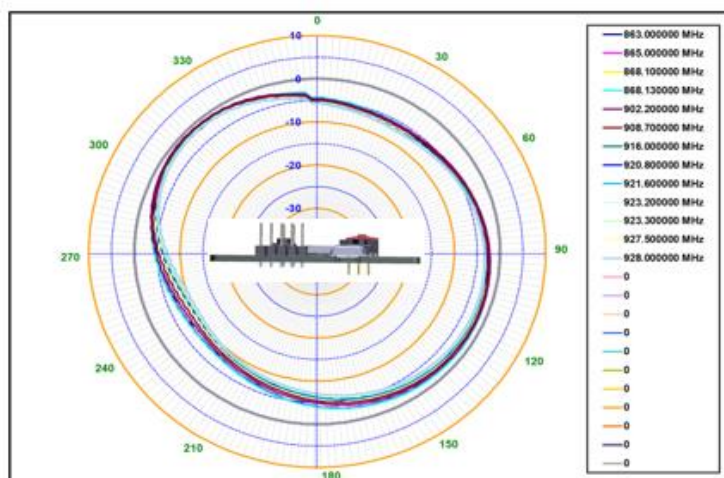 0
30
60
90
120
150
180
210
240
270
300
330
10
0
-10
-20
-30
863.000000 MHz
865.000000 MHz
868.100000 MHz
868.130000 MHz
902.200000 MHz
908.700000 MHz
916.000000 MHz
920.800000 MHz
921.600000 MHz
923.200000 MHz
923.300000 MHz
927.500000 MHz
928.000000 MHz
0
0
0
0
0
0
0
0
0
0
0